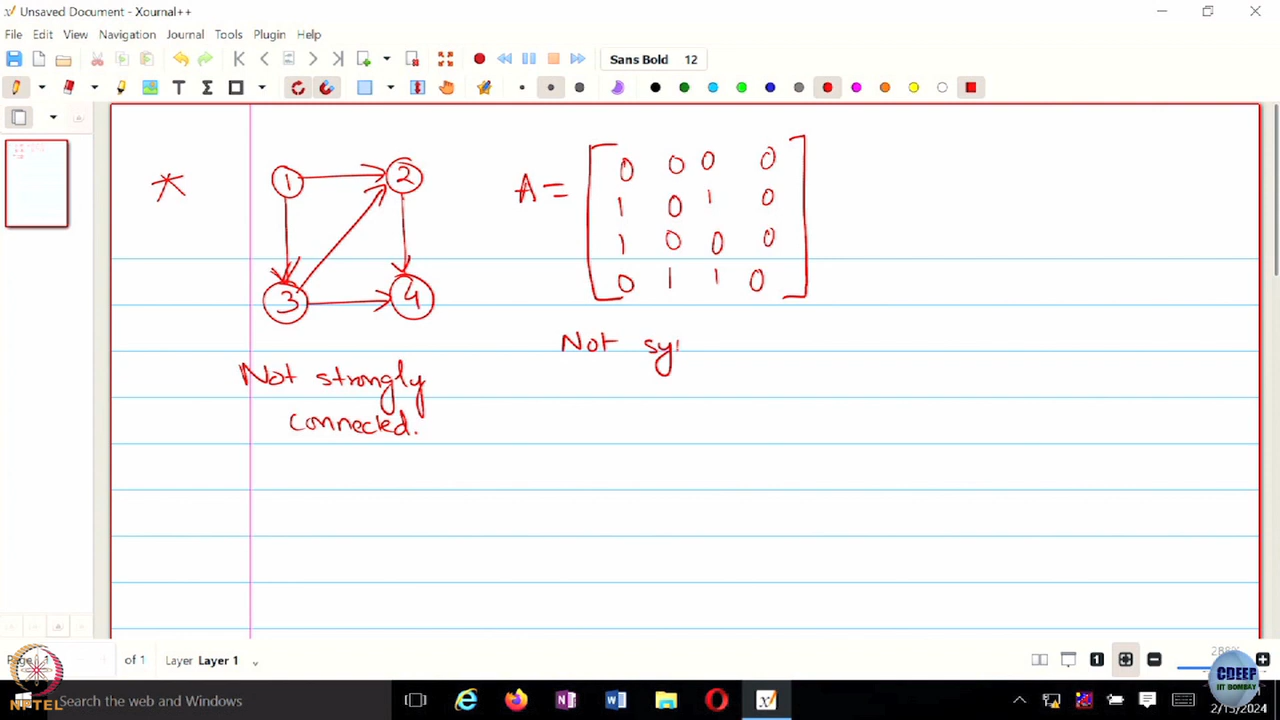 Unsaved Document - Xournal++
File Edit View Navigation Journal Tools Plugin Help
Sans Bold 12
1 2
3 4
A = 0 0 0 0
1 0 1 0
1 0 0 0
0 1 1 0
Not sy
Not strongly
connected.
of 1 Layer Layer 1
288%
NPTEL
CDEEP
IIT BOMBAY
Search the web and Windows
2/15/2024